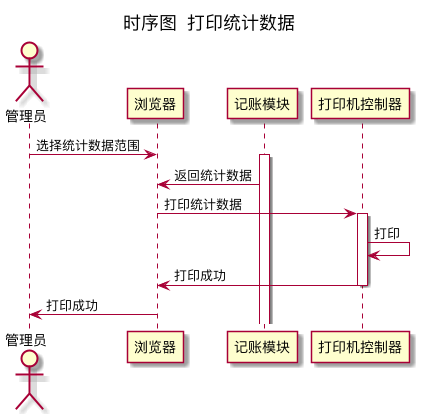 时序图 打印统计数据
管理员
浏览器
记账模块
打印机控制器
选择统计数据范围
返回统计数据
打印统计数据
打印
打印成功
打印成功
管理员
浏览器
记账模块
打印机控制器